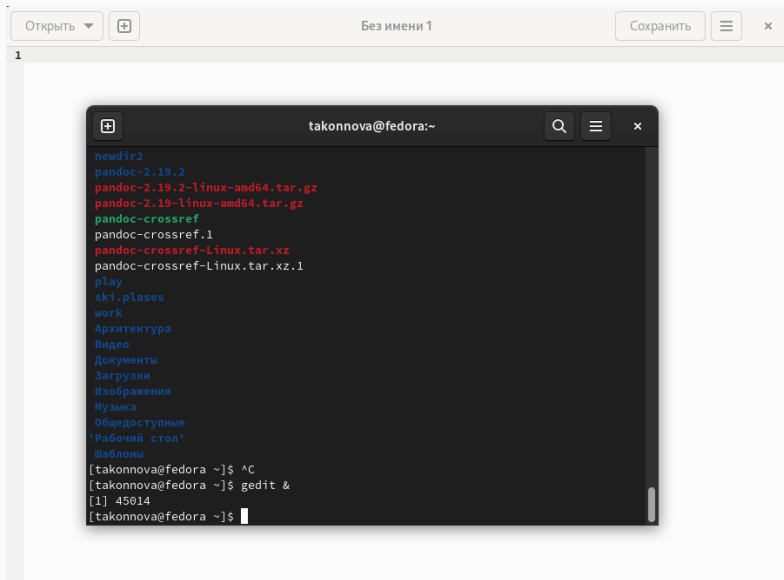 Открыть
Без имени 1
Сохранить
1
takonnova@fedora:~
newdir2
pandoc-2.19.2
pandoc-2.19.2-linux-amd64.tar.gz
pandoc-2.19-linux-amd64.tar.gz
pandoc-crossref
pandoc-crossref.1
pandoc-crossref-Linux.tar.xz
pandoc-crossref-Linux.tar.xz.1
play
ski.plases
work
Архитектура
Видео
Документы
Загрузки
Изображения
Музыка
Общедоступные
'Рабочий стол'
Шаблоны
[takonnova@fedora ~]$ ^C
[takonnova@fedora ~]$ gedit &
[1] 45014
[takonnova@fedora ~]$